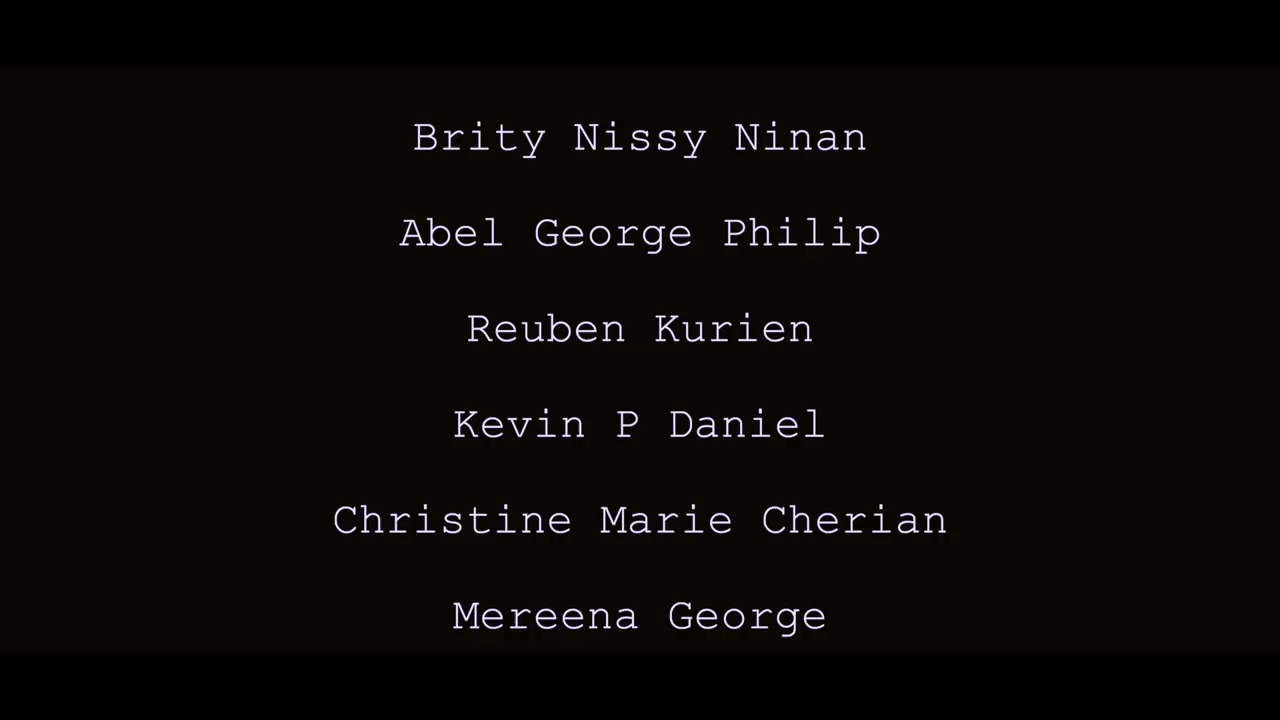 Brity Nissy Ninan
Abel George Philip
Reuben Kurien
Kevin P Daniel
Christine Marie Cherian
Mereena George